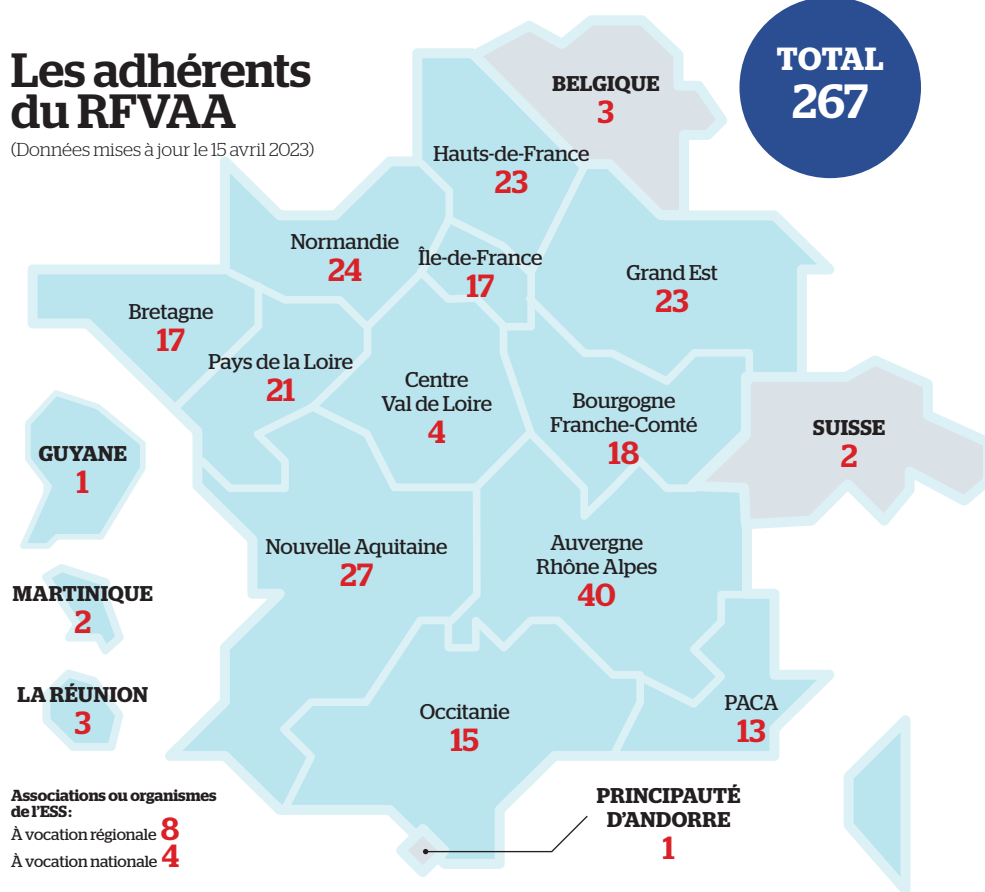 Les adhérents
du RFVAA
(Données mises à jour le 15 avril 2023)
TOTAL
267
BELGIQUE
3
Hauts-de-France
23
Normandie
24
Île-de-France
17
Grand Est
23
Bretagne
17
Pays de la Loire
21
Centre
Val de Loire
4
Bourgogne
Franche-Comté
18
SUISSE
2
GUYANE
1
Nouvelle Aquitaine
27
Auvergne
Rhône Alpes
40
MARTINIQUE
2
LA RÉUNION
3
Occitanie
15
PACA
13
Associations ou organismes
de l'ESS:
À vocation régionale 8
À vocation nationale 4
PRINCIPAUTÉ
D'ANDORRE
1